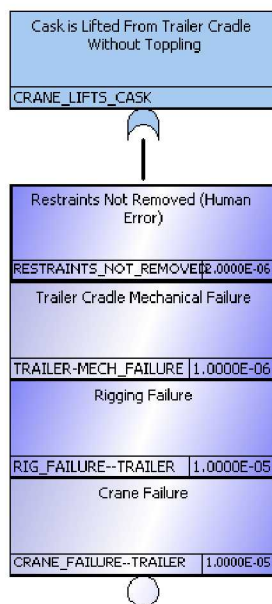 Cask is Lifted From Trailer Cradle
Without Toppling
CRANE_LIFTS_CASK
Restraints Not Removed (Human
Error)
RESTRAINTS_NOT_REMOVED 2.0000E-06
Trailer Cradle Mechanical Failure
TRAILER-MECH_FAILURE 1.0000E-06
Rigging Failure
RIG_FAILURE--TRAILER 1.0000E-05
Crane Failure
CRANE_FAILURE--TRAILER 1.0000E-05